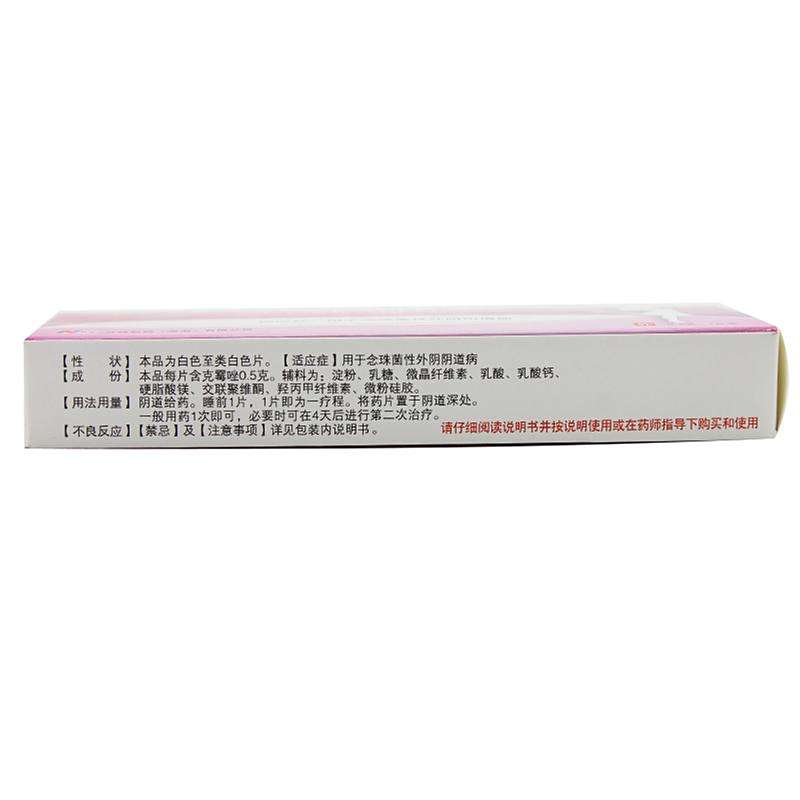 【性　状】本品为白色至类白色片。【适应症】用于念珠菌性外阴阴道病
【成　份】本品每片含克霉唑0.5克。辅料为：淀粉、乳糖、微晶纤维素、乳酸、乳酸钙、
硬脂酸镁、交联聚维酮、羟丙甲纤维素、微粉硅胶。
【用法用量】阴道给药。睡前1片，1片即为一疗程。将药片置于阴道深处。
一般用药1次即可，必要时可在4天后进行第二次治疗。
【不良反应】【禁忌】及【注意事项】详见包装内说明书。
请仔细阅读说明书并按说明使用或在药师指导下购买和使用